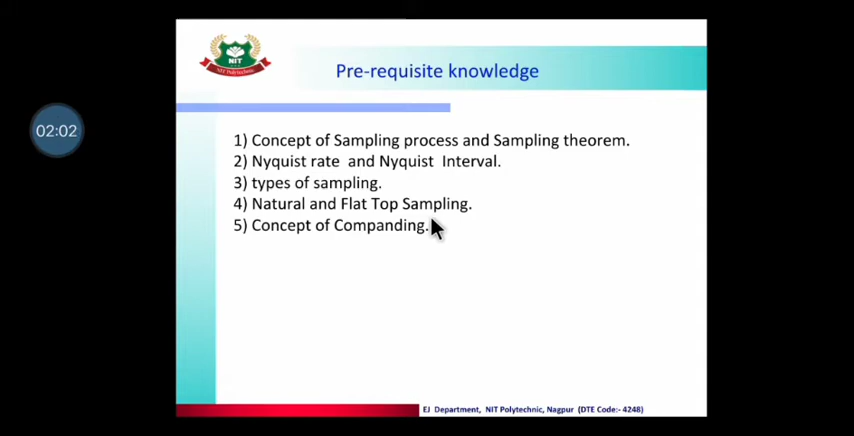 NIT
NIT Polytechnic
Pre-requisite knowledge
02:02
1) Concept of Sampling process and Sampling theorem.
2) Nyquist rate and Nyquist Interval.
3) types of sampling.
4) Natural and Flat Top Sampling.
5) Concept of Companding.
EJ Department, NIT Polytechnic, Nagpur (DTE Code:- 4248)